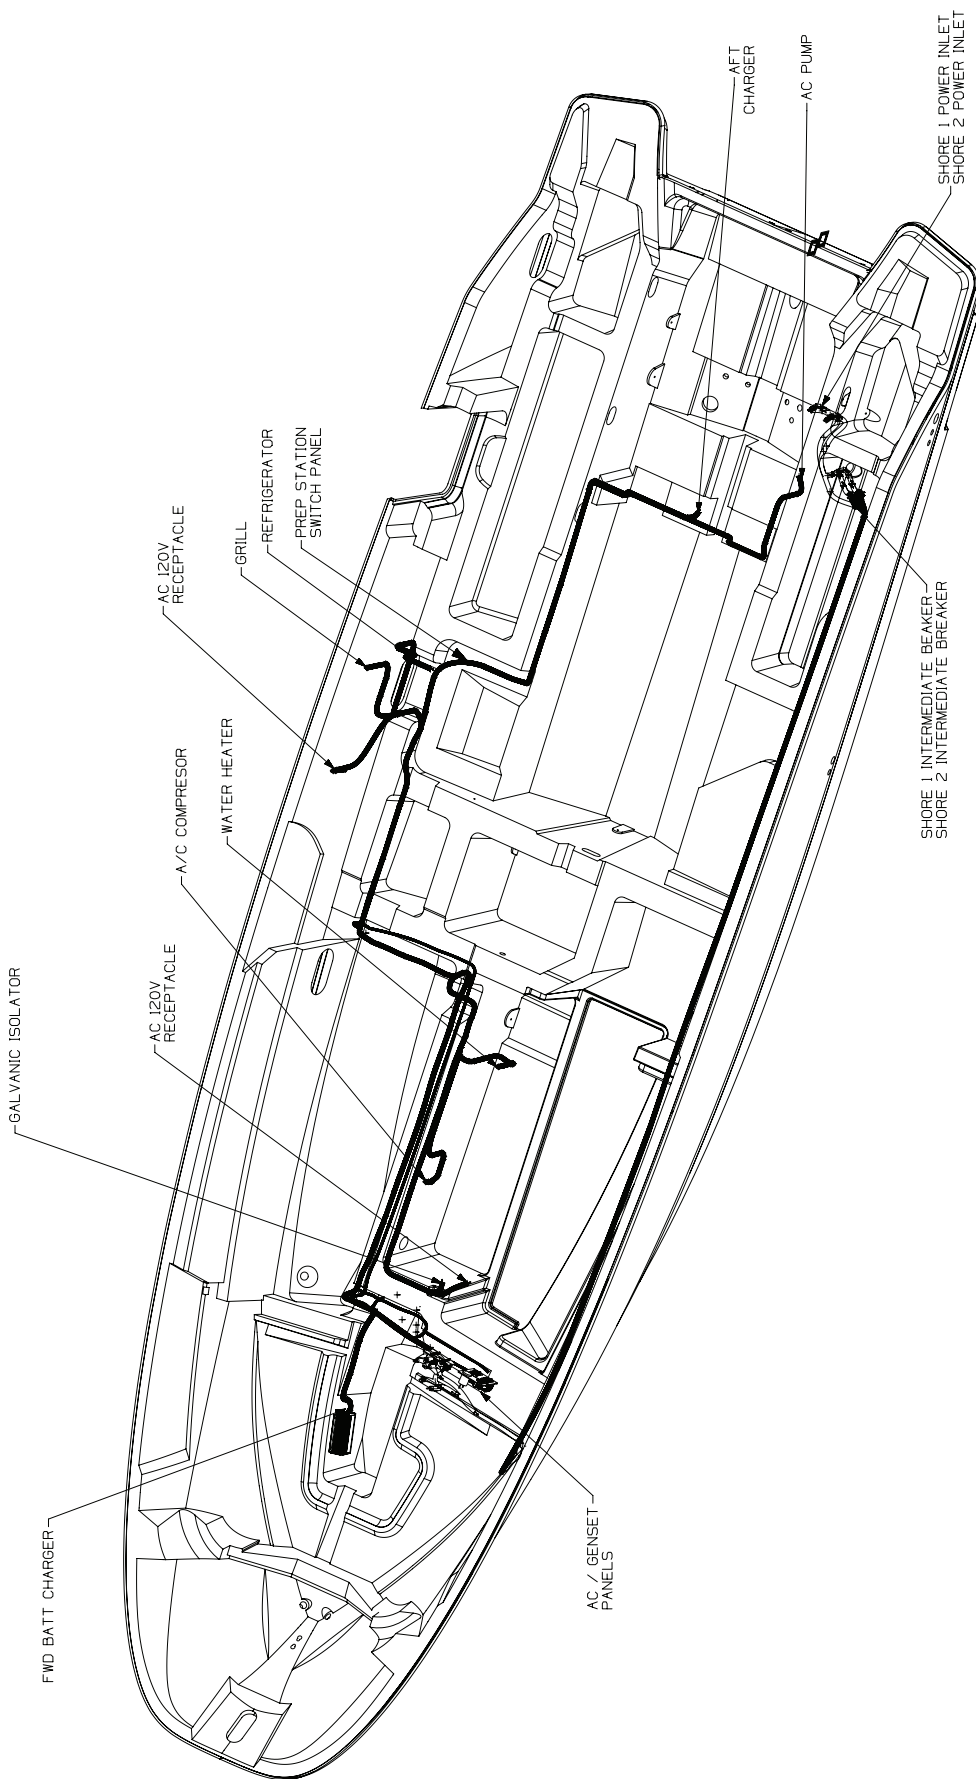 GALVANIC ISOLATOR
AC 120V
RECEPTACLE
A/C COMPRESOR
WATER HEATER
AC 120V
RECEPTACLE
GRILL
REFRIGERATOR
PREP STATION
SWITCH PANEL
AFT
CHARGER
AC PUMP
SHORE 1 POWER INLET
SHORE 2 POWER INLET
FWD BATT CHARGER
AC / GENSET
PANELS
SHORE 1 INTERMEDIATE BEAKER
SHORE 2 INTERMEDIATE BREAKER